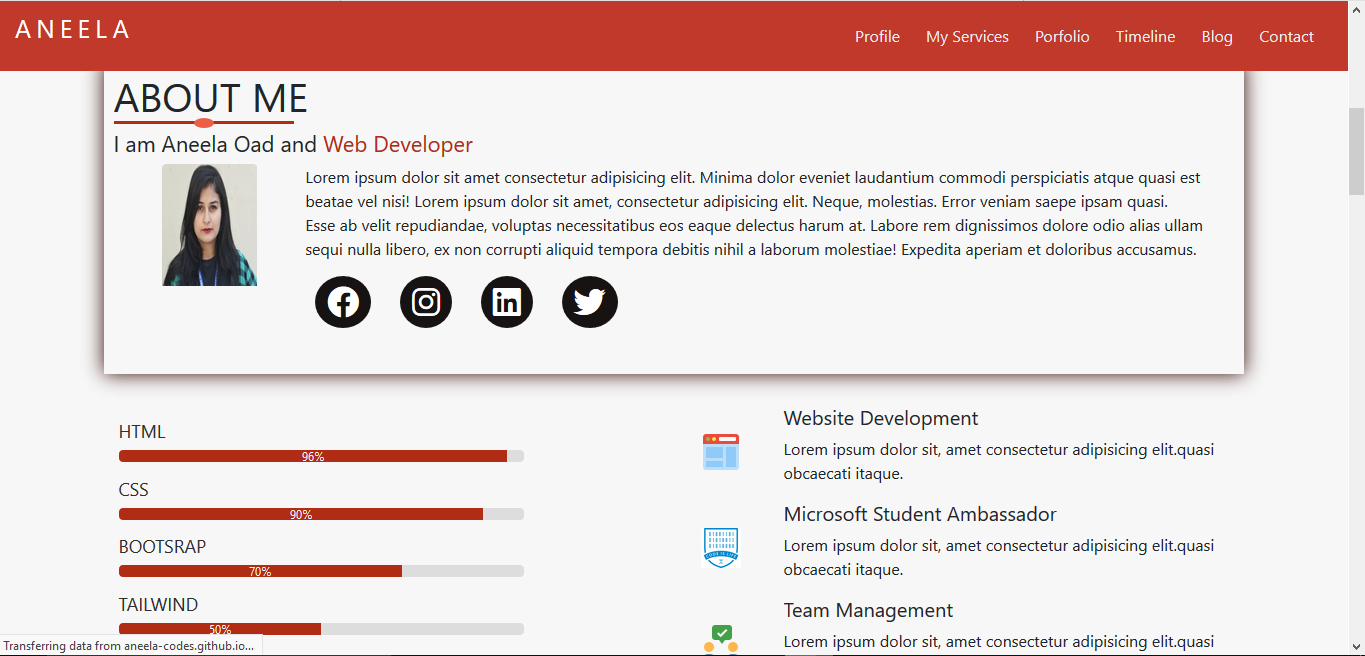 ANEELA
Profile My Services Porfolio Timeline Blog Contact
ABOUT ME
I am Aneela Oad and Web Developer
Lorem ipsum dolor sit amet consectetur adipisicing elit. Minima dolor eveniet laudantium commodi perspiciatis atque quasi est
beatae vel nisi! Lorem ipsum dolor sit amet, consectetur adipisicing elit. Neque, molestias. Error veniam saepe ipsam quasi.
Esse ab velit repudiandae, voluptas necessitatibus eos eaque delectus harum at. Labore rem dignissimos dolore odio alias ullam
sequi nulla libero, ex non corrupti aliquid tempora debitis nihil a laborum molestiae! Expedita aperiam et doloribus accusamus.
HTML
96%
CSS
90%
BOOTSRAP
70%
TAILWIND
50%
Website Development
Lorem ipsum dolor sit, amet consectetur adipisicing elit.quasi
obcaecati itaque.
Microsoft Student Ambassador
Lorem ipsum dolor sit, amet consectetur adipisicing elit.quasi
obcaecati itaque.
Team Management
Lorem ipsum dolor sit, amet consectetur adipisicing elit.quasi
Transferring data from aneela-codes.github.io...